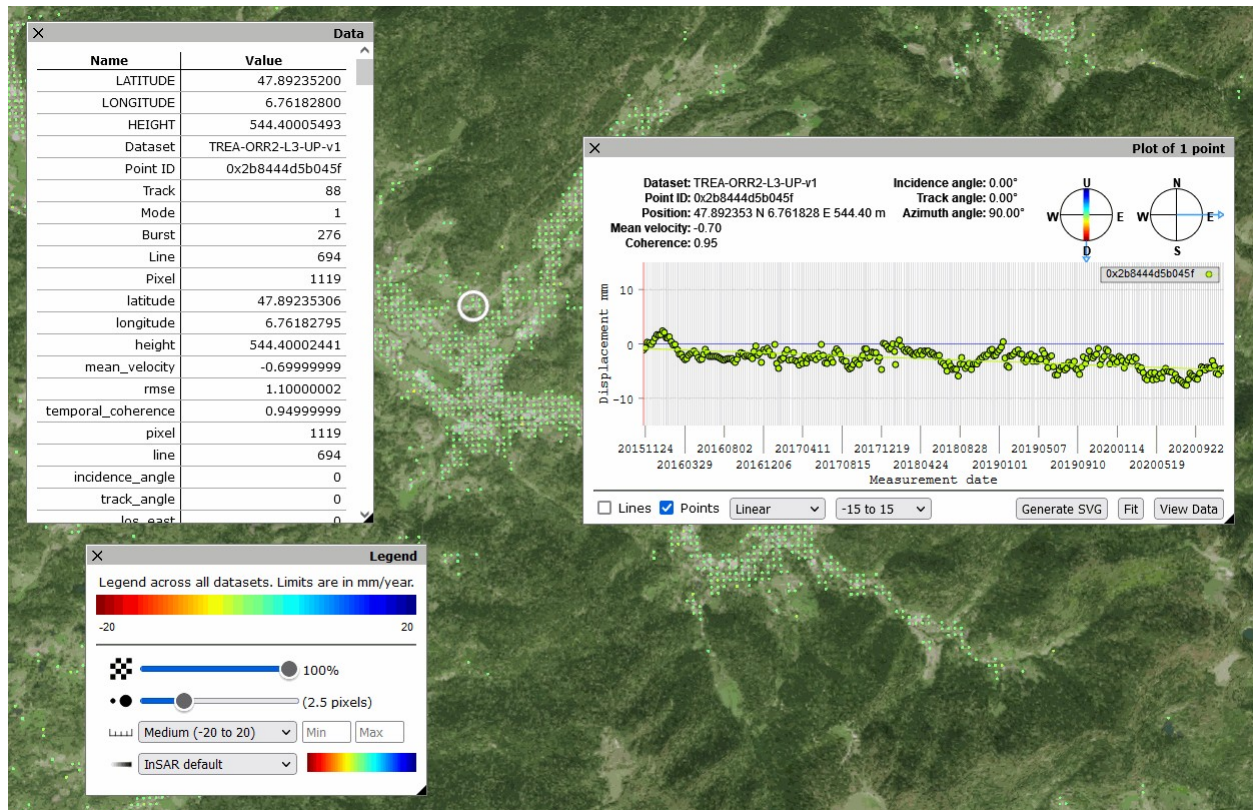 Data
Name Value
LATITUDE 47.89235200
LONGITUDE 6.76182800
HEIGHT 544.40005493
Dataset TREA-ORR2-L3-UP-v1
Point ID 0x2b8444d5b045f
Track 88
Mode 1
Burst 276
Line 694
Pixel 1119
latitude 47.89235306
longitude 6.76182795
height 544.40002441
mean_velocity -0.69999999
rmse 1.10000002
temporal_coherence 0.94999999
pixel 1119
line 694
incidence_angle 0
track_angle 0
los_east 0
Plot of 1 point
Dataset: TREA-ORR2-L3-UP-v1 Incidence angle: 0.00°
Point ID: 0x2b8444d5b045f Track angle: 0.00°
Position: 47.892353 N 6.761828 E 544.40 m Azimuth angle: 90.00°
Mean velocity: -0.70
Coherence: 0.95
U
W E
D
N
W E
S
0x2b8444d5b045f
Displacement mm
10
0
-10
20151124 20160802 20170411 20171219 20180828 20190507 20200114 20200922
20160329 20161206 20170815 20180424 20190101 20190910 20200519
Measurement date
Lines Points Linear -15 to 15 Generate SVG Fit View Data
Legend
Legend across all datasets. Limits are in mm/year.
-20 20
100%
(2.5 pixels)
Medium (-20 to 20) Min Max
InSAR default